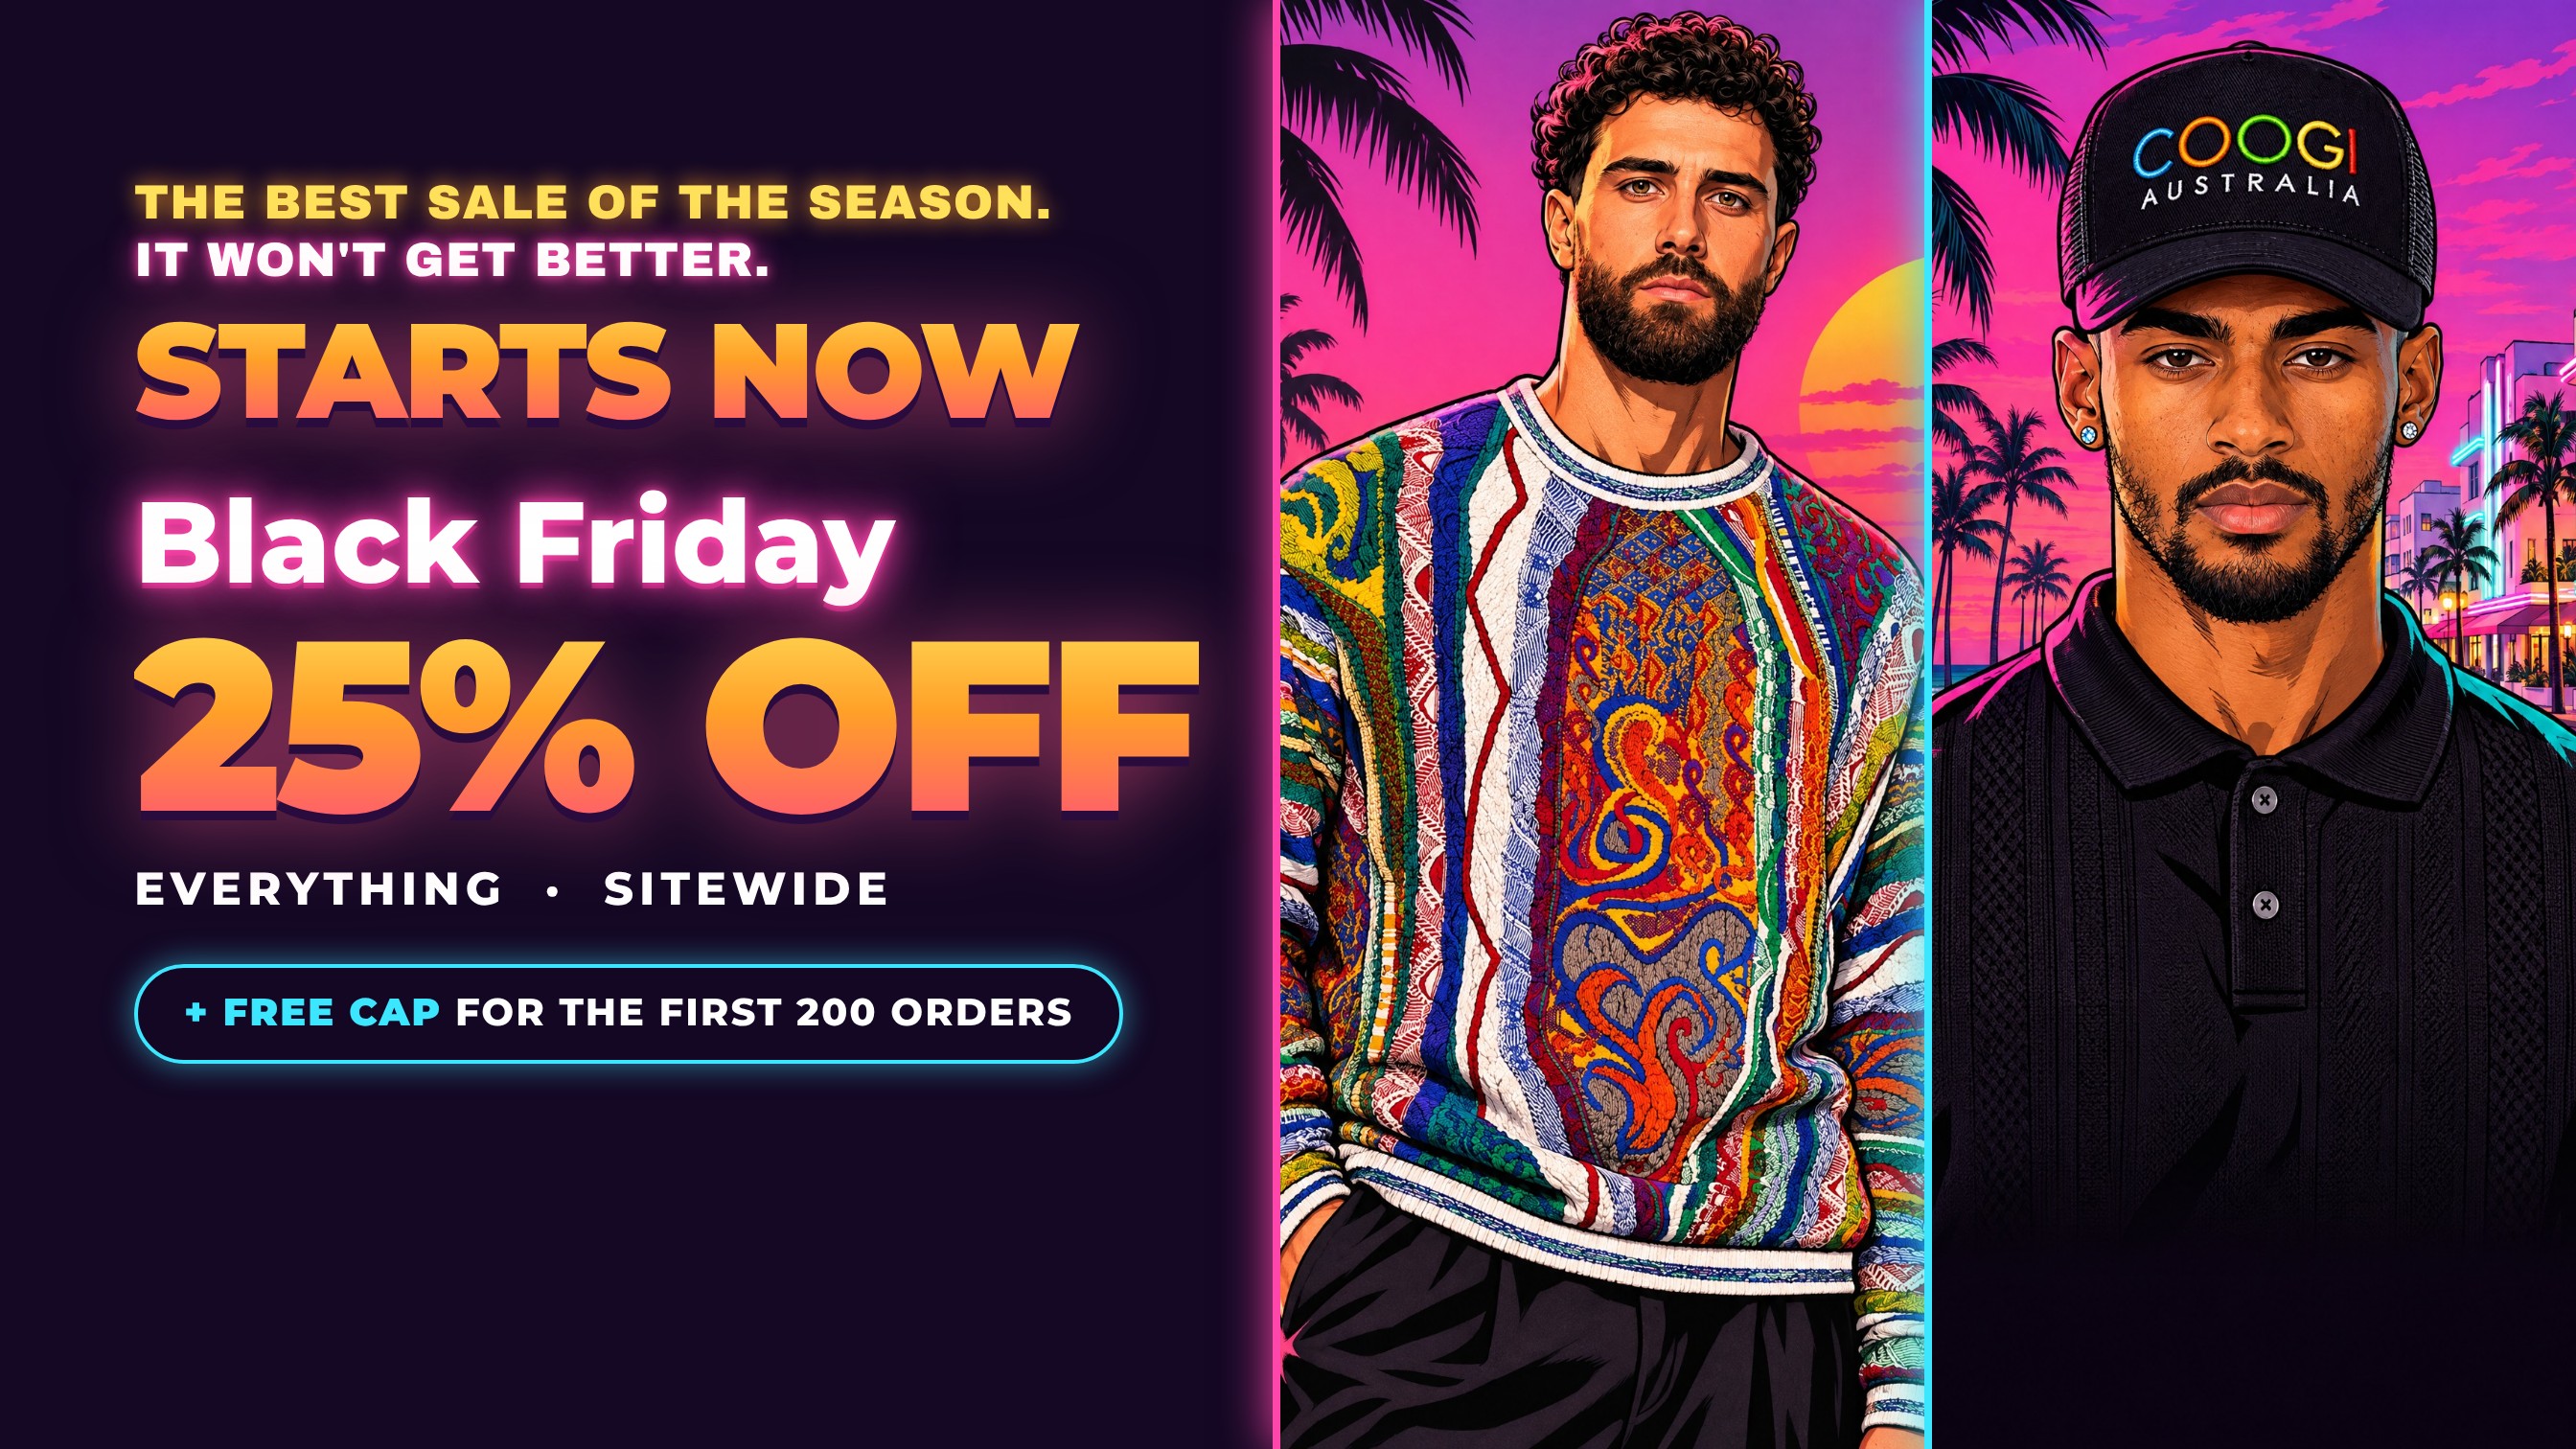 THE BEST SALE OF THE SEASON.
IT WON'T GET BETTER.
STARTS NOW
Black Friday
25% OFF
EVERYTHING · SITEWIDE
+ FREE CAP FOR THE FIRST 200 ORDERS
COOGI
AUSTRALIA